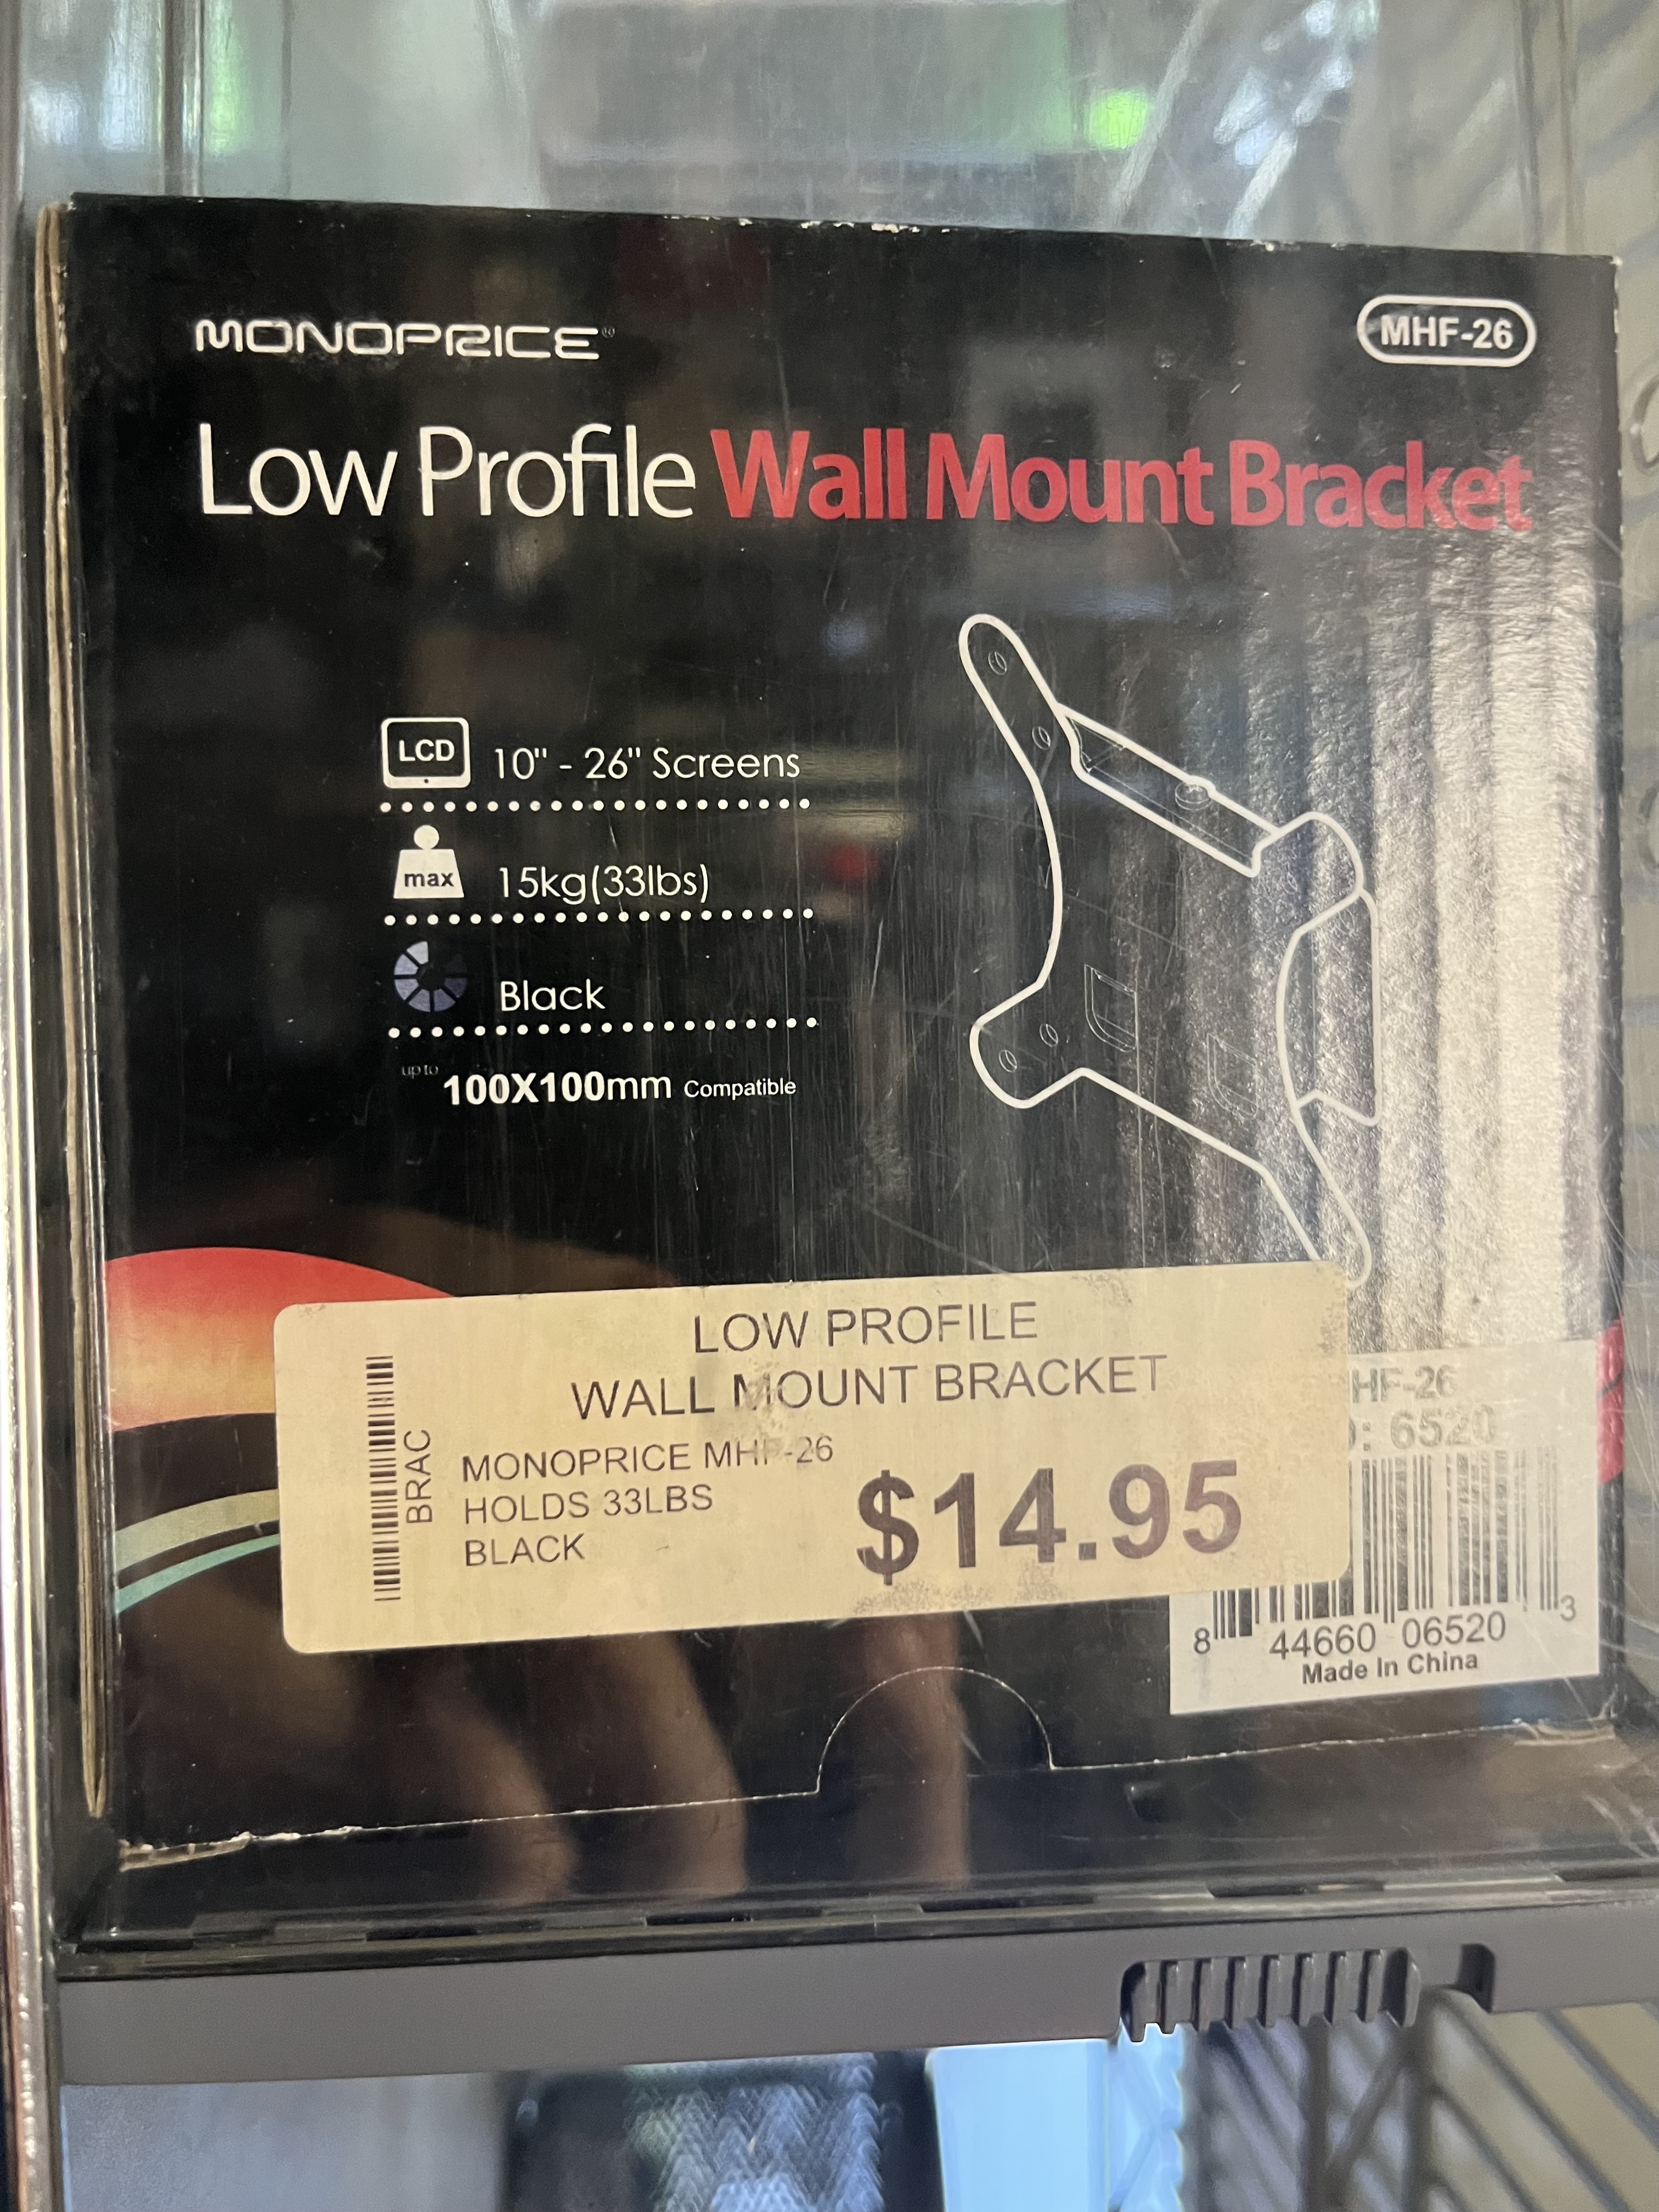 MONOPRICE®
MHF-26
Low Profile Wall Mount Bracket
LCD 10" - 26" Screens
max 15kg(33lbs)
Black
up to 100X100mm Compatible
LOW PROFILE
WALL MOUNT BRACKET
BRAC
MONOPRICE MHF-26
HOLDS 33LBS
BLACK
$14.95
HF-26
: 6520
8 44660 06520 3
Made In China